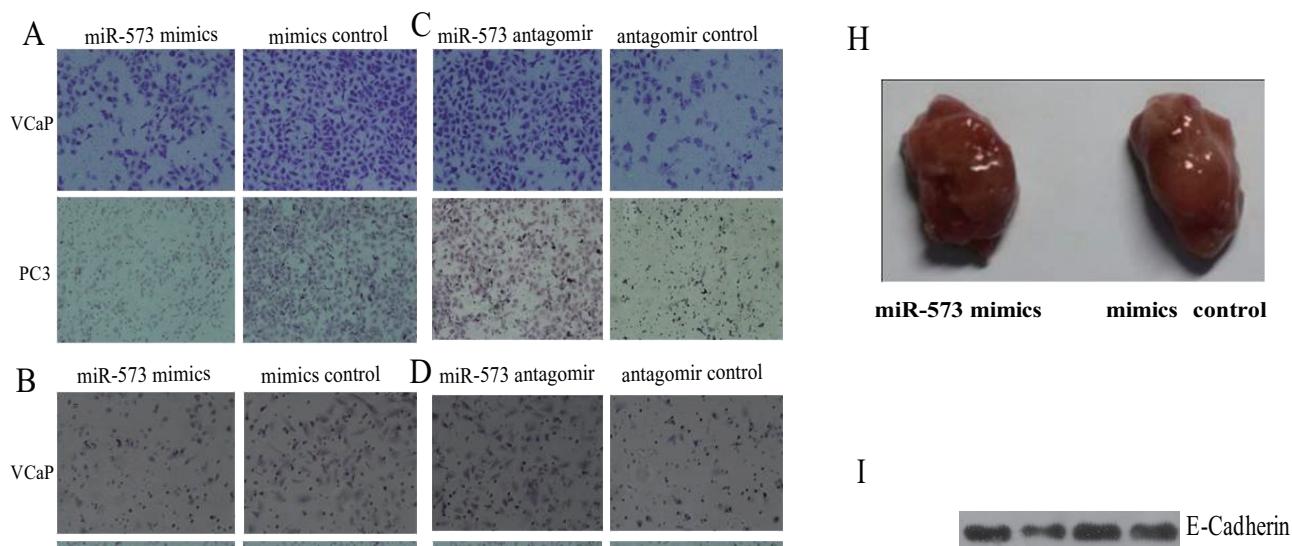 A
miR-573 mimics
mimics control
C
miR-573 antagomir
antagomir control
VCaP
PC3
B
miR-573 mimics
mimics control
D
miR-573 antagomir
antagomir control
VCaP
H
miR-573 mimics
mimics control
I
E-Cadherin